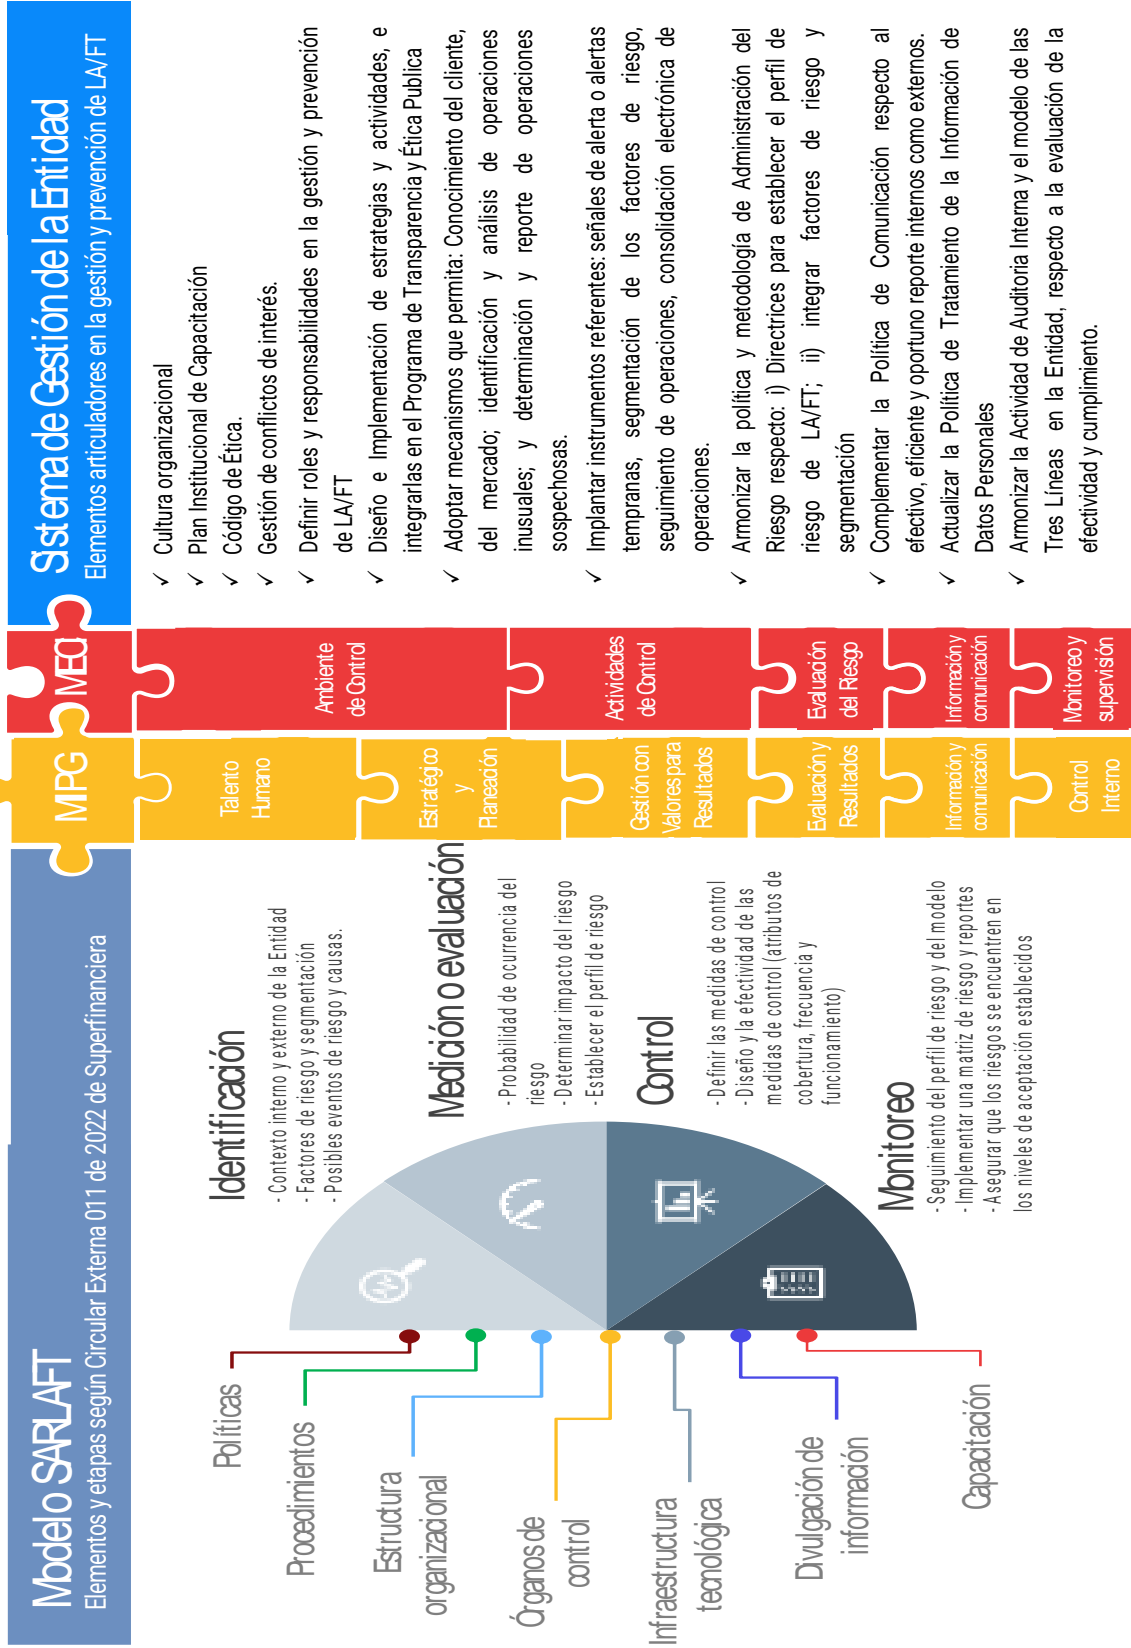 Modelo SARLAFT
Elementos y etapas según Circular Externa 011 de 2022 de Superfinanciera
Políticas
Procedimientos
Estructura
organizacional
Órganos de
control
Infraestructura
tecnológica
Divulgación de
información
Capacitación
Identificación
- Contexto interno y externo de la Entidad
- Factores de riesgo y segmentación
- Posibles eventos de riesgo y causas.
Medición o evaluación
- Probabilidad de ocurrencia del
riesgo
- Determinar impacto del riesgo
- Establecer el perfil de riesgo
Control
- Definir las medidas de control
- Diseño y la efectividad de las
medidas de control (atributos de
cobertura, frecuencia y
funcionamiento)
Monitoreo
- Seguimiento del perfil de riesgo y del modelo
- Implementar una matriz de riesgo y reportes
- Asegurar que los riesgos se encuentren en
los niveles de aceptación establecidos
MIPG
Talento
Humano
Estratégico
y
Planeación
Gestión con
Valores para
Resultados
Evaluación y
Resultados
Información y
comunicación
Control
Interno
MECI
Ambiente
de Control
Actividades
de Control
Evaluación
del Riesgo
Información y
comunicación
Monitoreo y
supervisión
Sistema de Gestión de la Entidad
Elementos articuladores en la gestión y prevención de LA/FT
✓ Cultura organizacional
✓ Plan Institucional de Capacitación
✓ Código de Ética.
✓ Gestión de conflictos de interés.
✓ Definir roles y responsabilidades en la gestión y prevención
de LA/FT
✓ Diseño e Implementación de estrategias y actividades, e
integrarlas en el Programa de Transparencia y Ética Publica
✓ Adoptar mecanismos que permita: Conocimiento del cliente,
del mercado; identificación y análisis de operaciones
inusuales; y determinación y reporte de operaciones
sospechosas.
✓ Implantar instrumentos referentes: señales de alerta o alertas
tempranas, segmentación de los factores de riesgo,
seguimiento de operaciones, consolidación electrónica de
operaciones.
✓ Armonizar la política y metodología de Administración del
Riesgo respecto: i) Directrices para establecer el perfil de
riesgo de LA/FT; ii) integrar factores de riesgo y
segmentación
✓ Complementar la Política de Comunicación respecto al
efectivo, eficiente y oportuno reporte internos como externos.
✓ Actualizar la Política de Tratamiento de la Información de
Datos Personales
✓ Armonizar la Actividad de Auditoria Interna y el modelo de las
Tres Líneas en la Entidad, respecto a la evaluación de la
efectividad y cumplimiento.